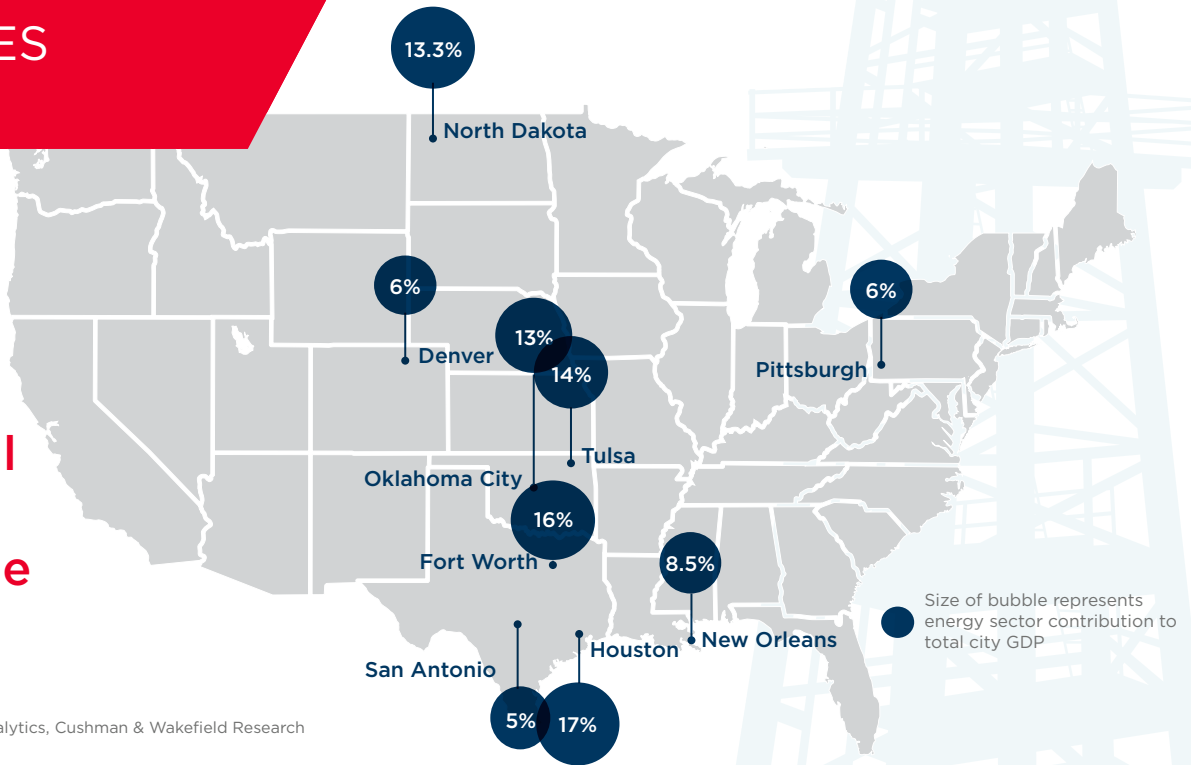 ES
13.3%
North Dakota
6%
Denver
13%
14%
6%
Pittsburgh
l
Tulsa
Oklahoma City
16%
e
Fort Worth
8.5%
Size of bubble represents
energy sector contribution to
total city GDP
New Orleans
Houston
San Antonio
5%
17%
alytics, Cushman & Wakefield Research